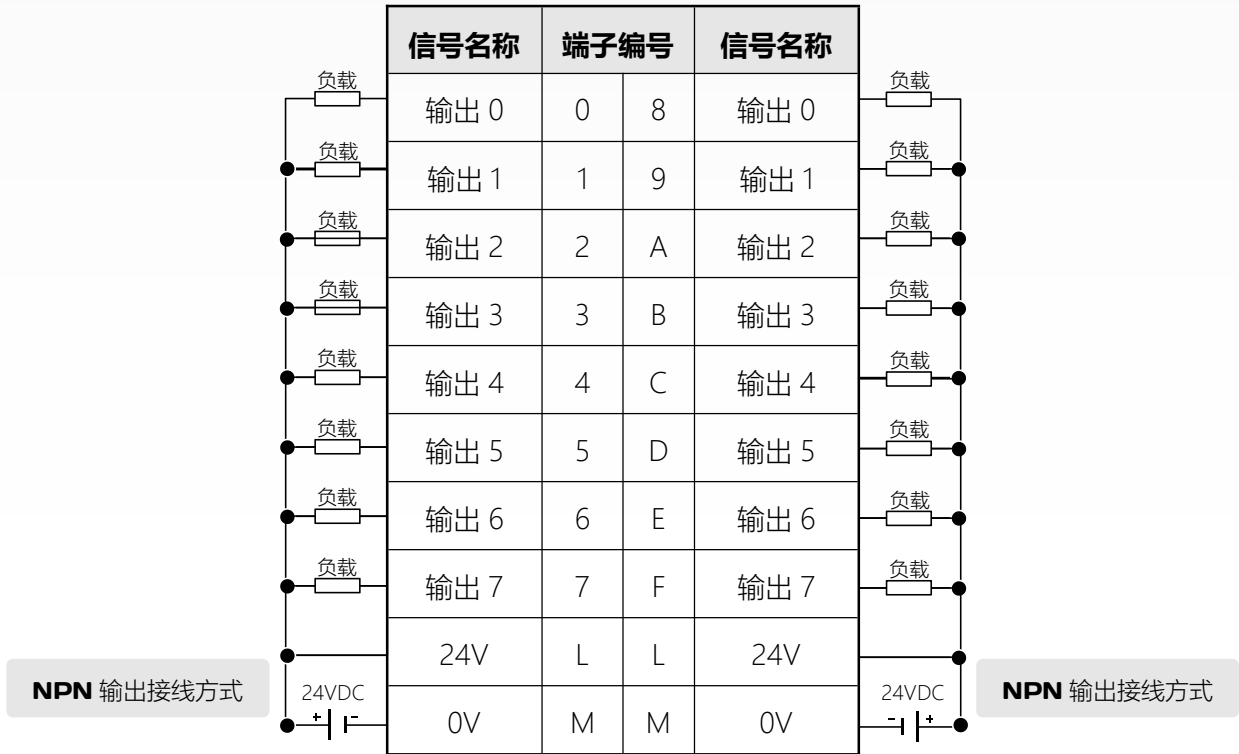 信号名称 端子编号 信号名称
负载 输出 0 0 8 输出 0 负载
负载 输出 1 1 9 输出 1 负载
负载 输出 2 2 A 输出 2 负载
负载 输出 3 3 B 输出 3 负载
负载 输出 4 4 C 输出 4 负载
负载 输出 5 5 D 输出 5 负载
负载 输出 6 6 E 输出 6 负载
负载 输出 7 7 F 输出 7 负载
24V L L 24V
NPN 输出接线方式 24VDC 24VDC NPN 输出接线方式
+ - 0V M M 0V - +